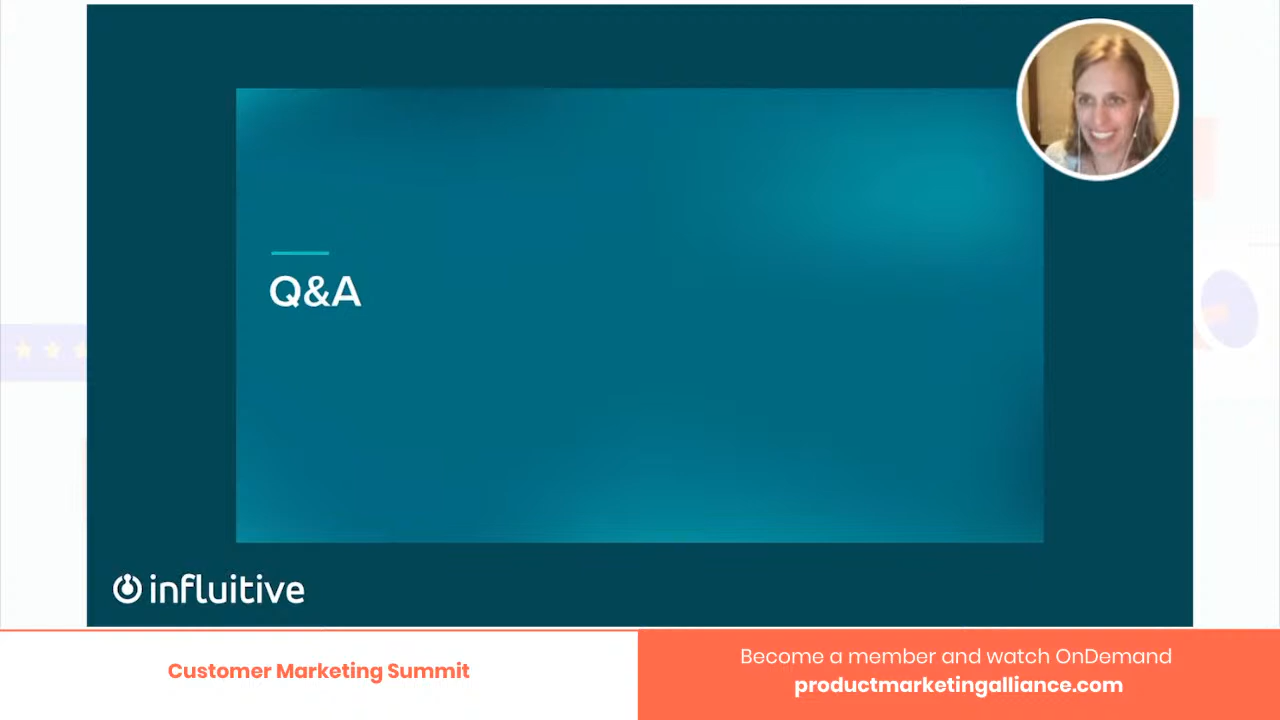 Q&A
influitive
Customer Marketing Summit
Become a member and watch OnDemand
productmarketingalliance.com